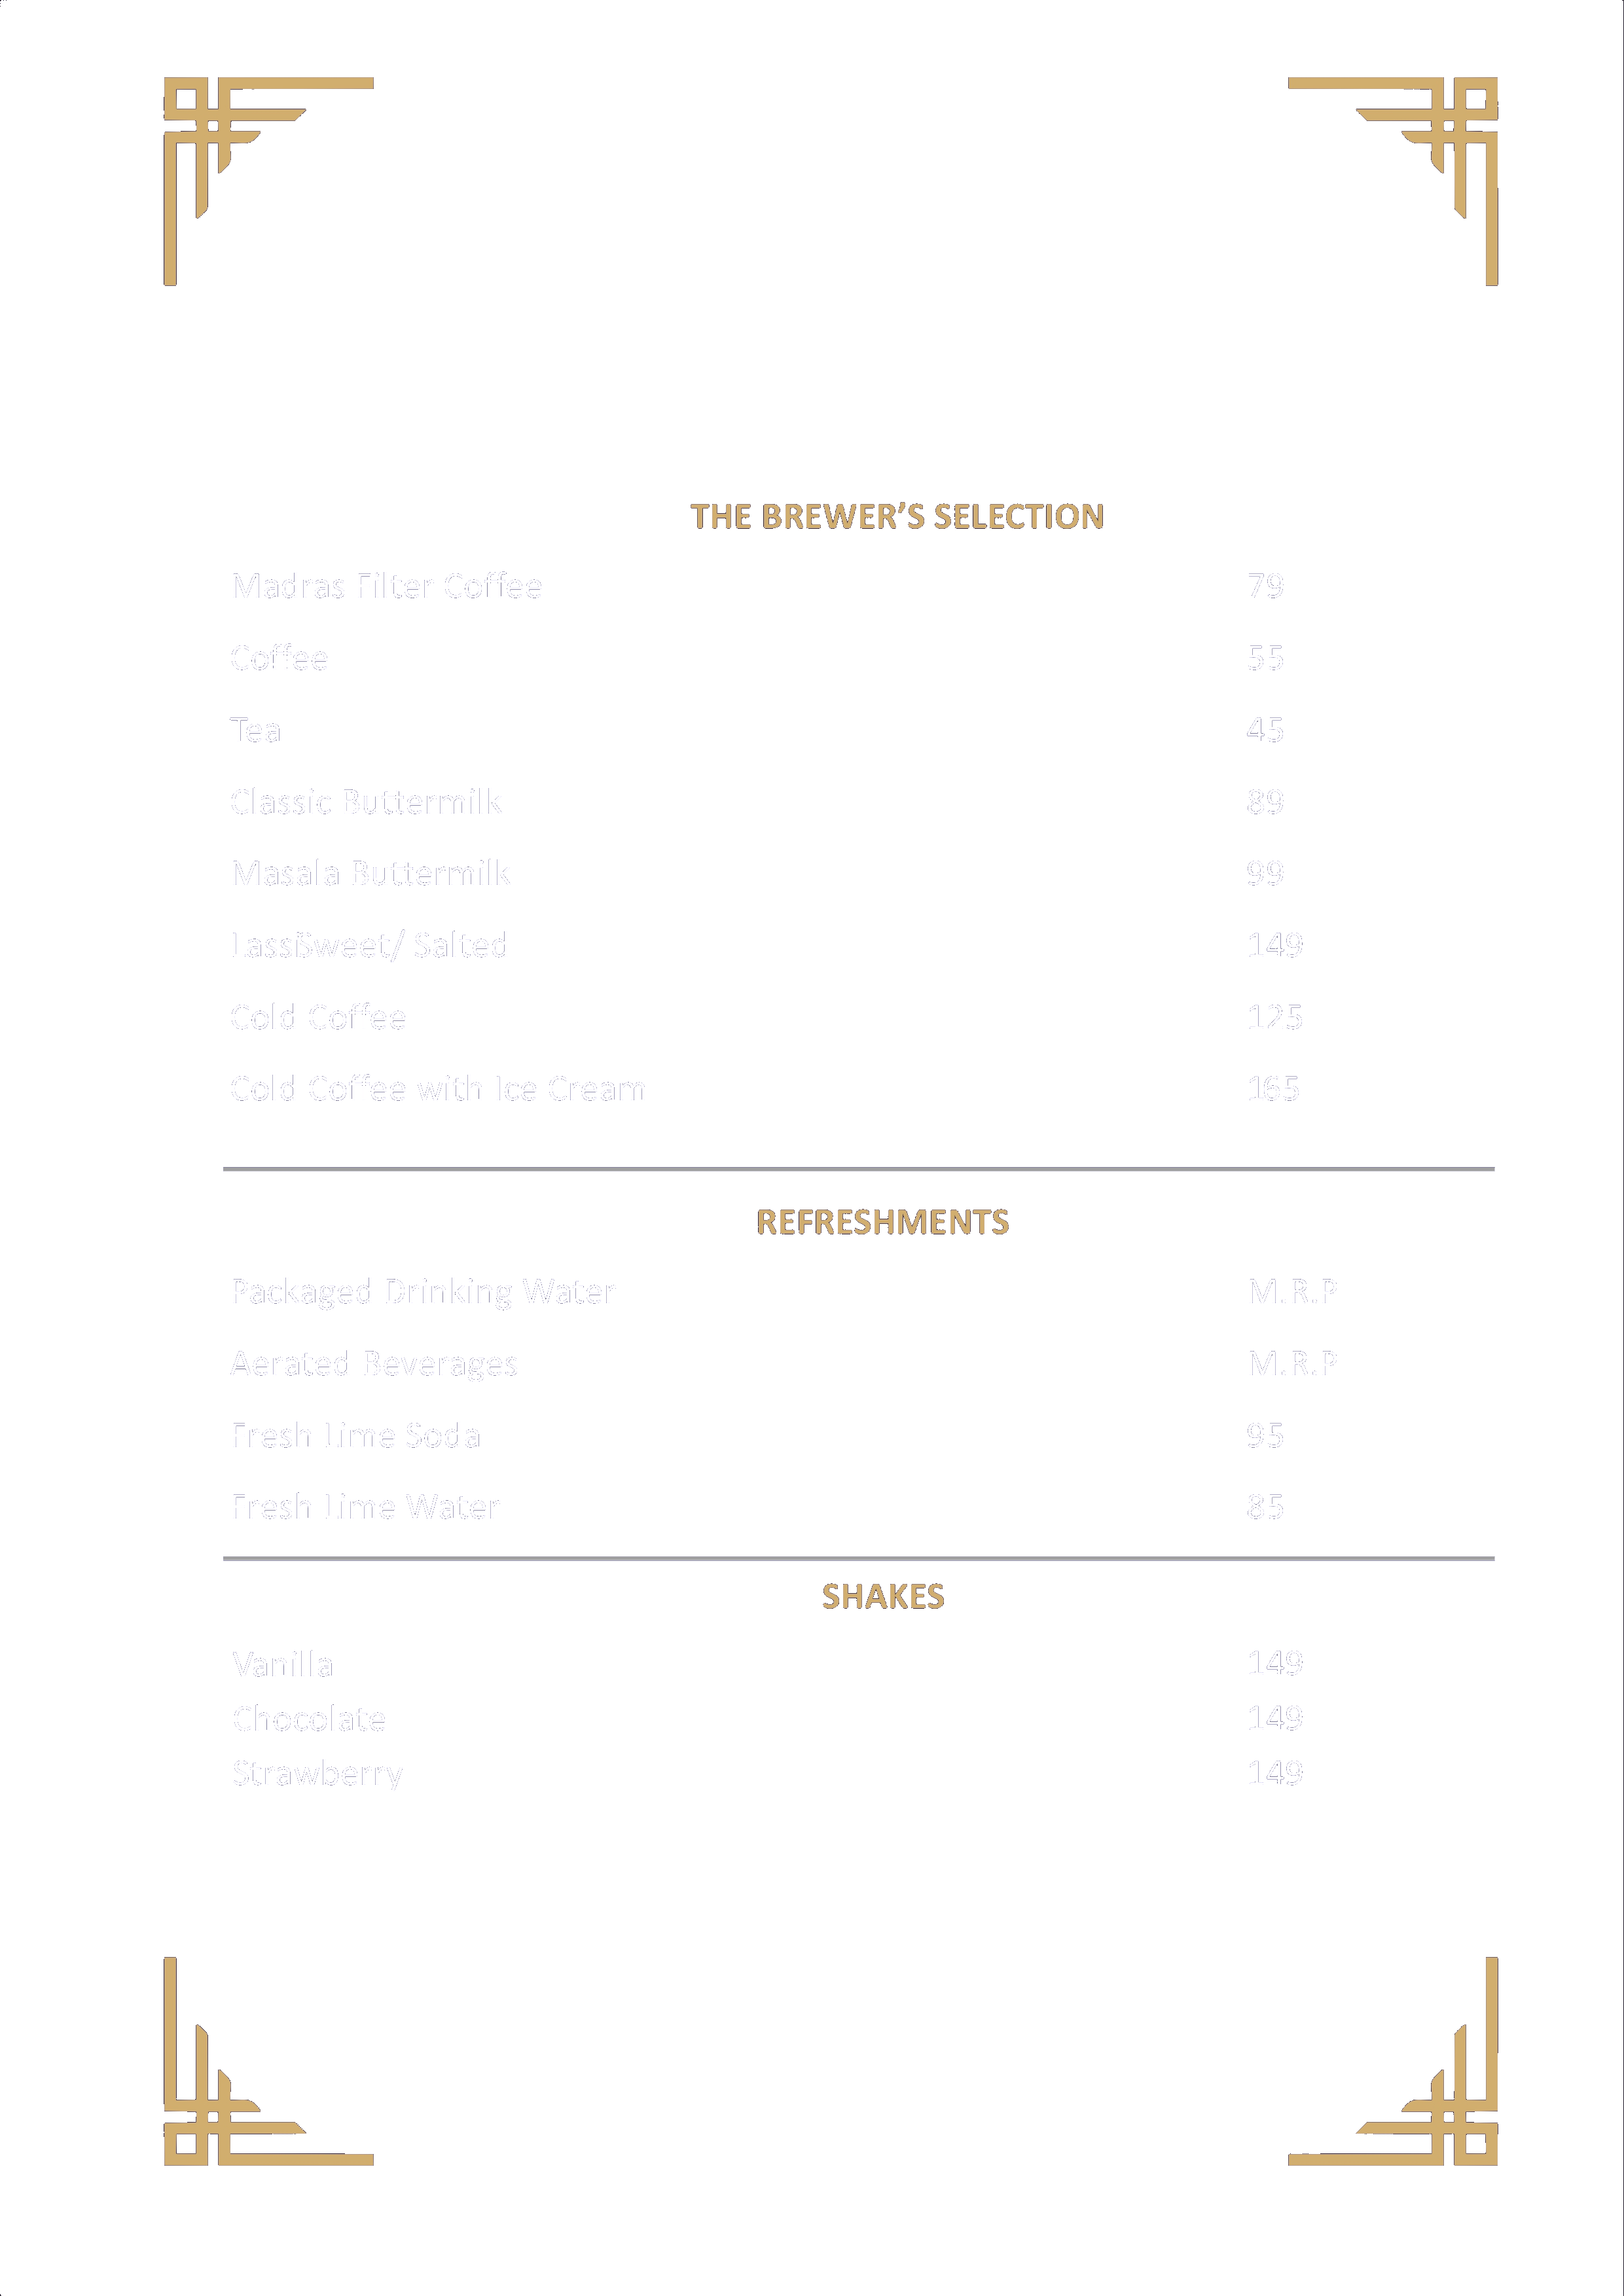 THE BREWER’S SELECTION
Madras Filter Coffee 79
Coffee 55
Tea 45
Classic Buttermilk 89
Masala Buttermilk 99
LassiSweet/ Salted 149
Cold Coffee 125
Cold Coffee with Ice Cream 165
REFRESHMENTS
Packaged Drinking Water M.R.P
Aerated Beverages M.R.P
Fresh Lime Soda 95
Fresh Lime Water 85
SHAKES
Vanilla 149
Chocolate 149
Strawberry 149